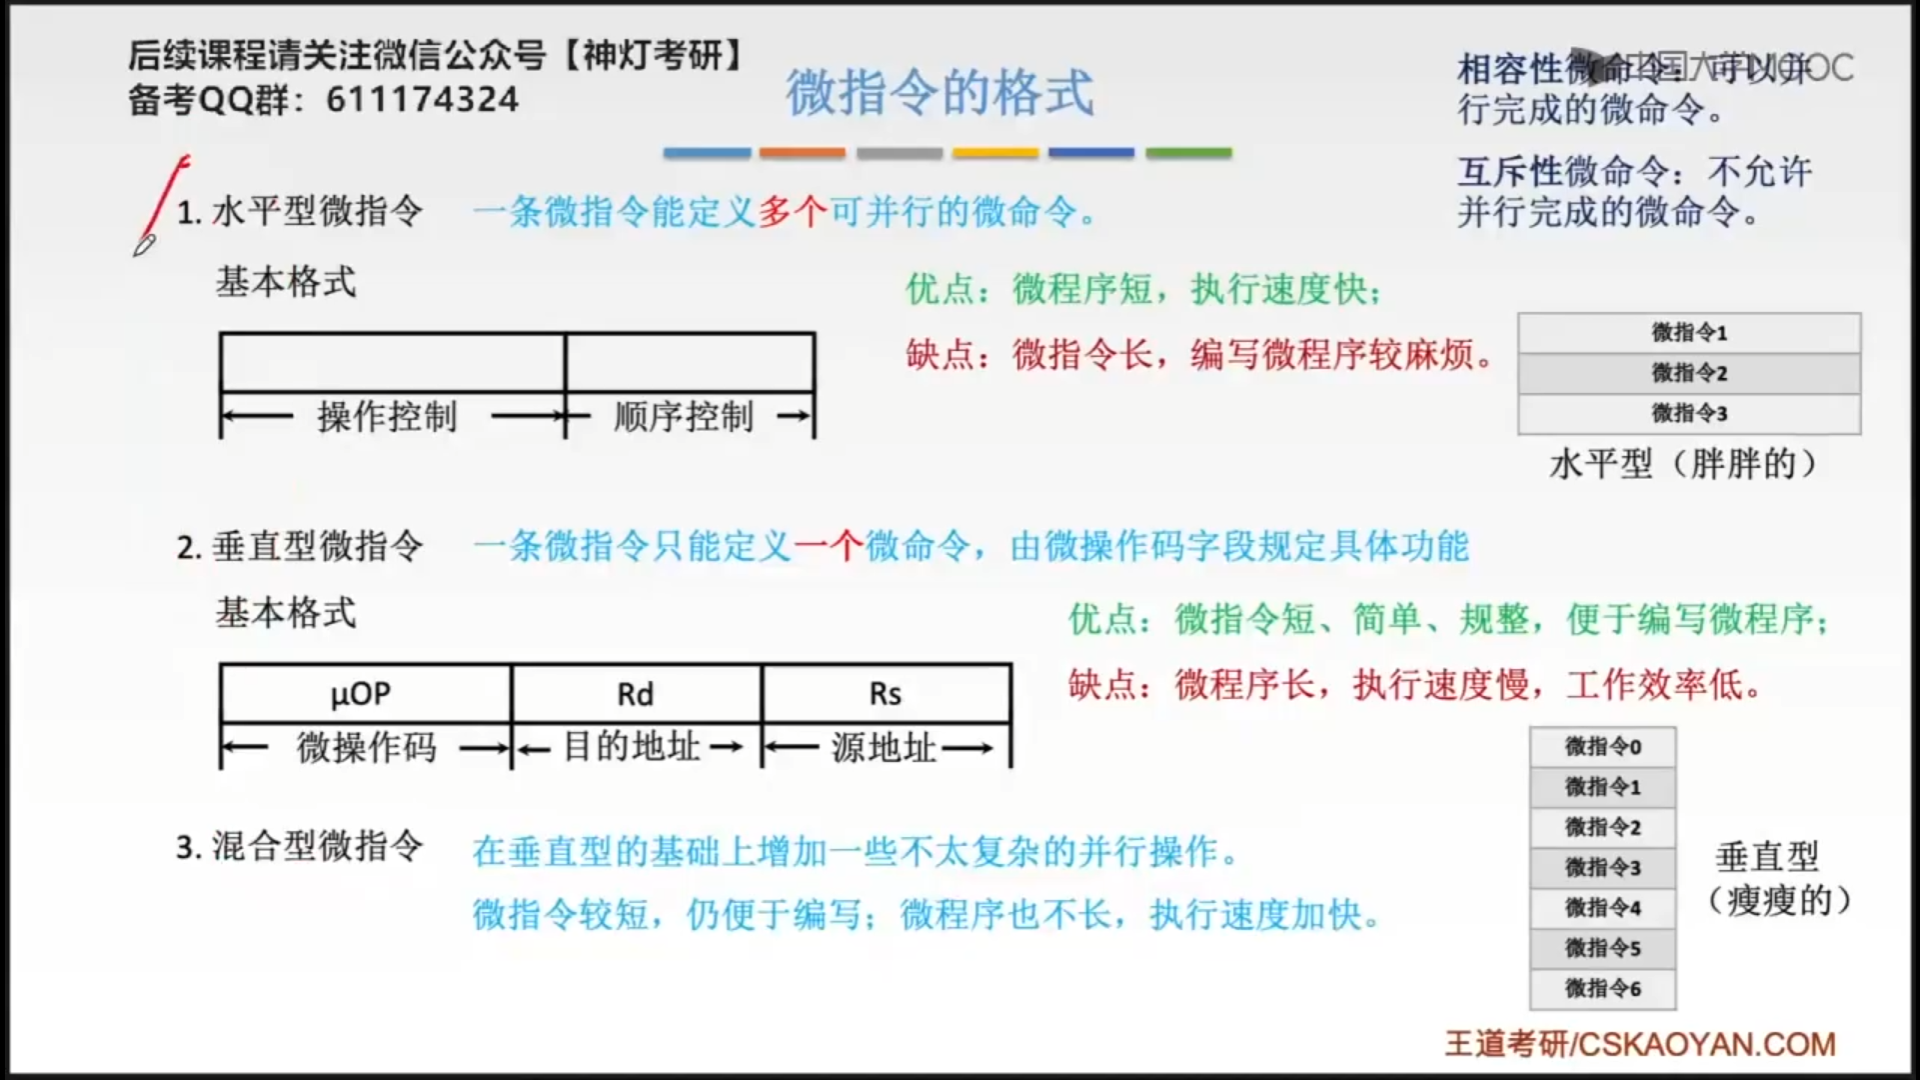 后续课程请关注微信公众号【神灯考研】
备考QQ群：611174324
微指令的格式
中国大学MOOC
相容性微命令：可以并
行完成的微命令。
互斥性微命令：不允许
并行完成的微命令。
1. 水平型微指令 一条微指令能定义多个可并行的微命令。
基本格式
优点：微程序短，执行速度快；
缺点：微指令长，编写微程序较麻烦。
操作控制 顺序控制
微指令1
微指令2
微指令3
水平型（胖胖的）
2. 垂直型微指令 一条微指令只能定义一个微命令，由微操作码字段规定具体功能
基本格式
优点：微指令短、简单、规整，便于编写微程序；
缺点：微程序长，执行速度慢，工作效率低。
μOP Rd Rs
微操作码 目的地址 源地址
微指令0
微指令1
微指令2
微指令3
微指令4
微指令5
微指令6
垂直型
（瘦瘦的）
3. 混合型微指令 在垂直型的基础上增加一些不太复杂的并行操作。
微指令较短，仍便于编写；微程序也不长，执行速度加快。
王道考研/CSKAOYAN.COM